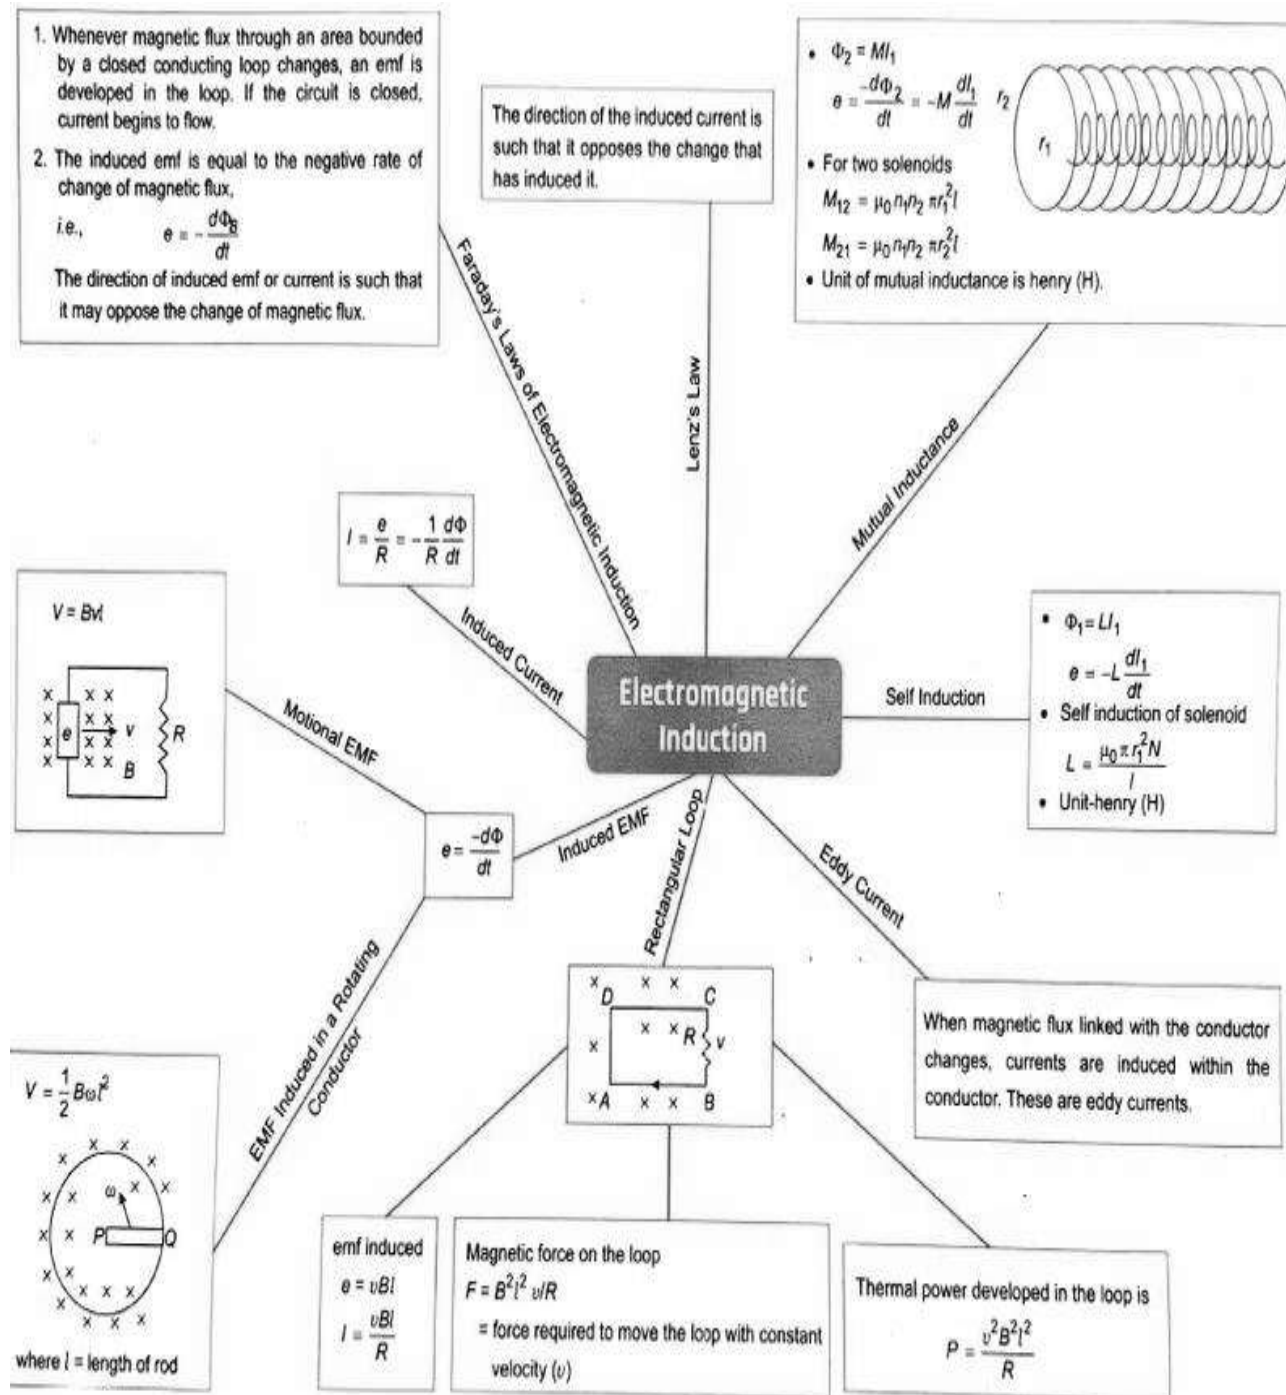 1. Whenever magnetic flux through an area bounded
by a closed conducting loop changes, an emf is
developed in the loop. If the circuit is closed,
current begins to flow.
2. The induced emf is equal to the negative rate of
change of magnetic flux,
i.e., e = - dΦ_B/dt
The direction of induced emf or current is such that
it may oppose the change of magnetic flux.
Faraday's Laws of Electromagnetic Induction
The direction of the induced current is
such that it opposes the change that
has induced it.
Lenz's Law
• Φ₂ = MI₁
e = -dΦ₂/dt = -M dI₁/dt
• For two solenoids
M₁₂ = μ₀ n₁n₂ πr₁²l
M₂₁ = μ₀ n₁n₂ πr₂²l
• Unit of mutual inductance is henry (H).
r₂
r₁
Mutual Inductance
I = e/R = - 1/R dΦ/dt
Induced Current
Electromagnetic
Induction
Self Induction
• Φ₁ = LI₁
e = -L dI₁/dt
• Self induction of solenoid
L = μ₀ π r₁² N/l
• Unit-henry (H)
V = Bvl
x x x
x x x
e v R
x x x
x x x
B
Motional EMF
e = -dΦ/dt
Induced EMF
EMF Induced in a Rotating
Conductor
V = 1/2 Bωl²
x x x x x x x x x x x x x x x x x x x x x x x x x
ω
P Q
where l = length of rod
Rectangular Loop
x D x x C
x x x R v
x A x x B
Eddy Current
When magnetic flux linked with the conductor
changes, currents are induced within the
conductor. These are eddy currents.
emf induced
e = υBl
I = υBl/R
Magnetic force on the loop
F = B²l² υ/R
= force required to move the loop with constant
velocity (υ)
Thermal power developed in the loop is
P = υ²B²l²/R